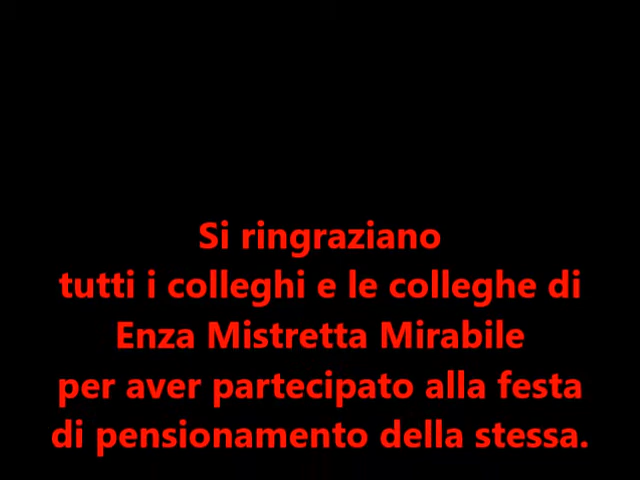 Si ringraziano
tutti i colleghi e le colleghe di
Enza Mistretta Mirabile
per aver partecipato alla festa
di pensionamento della stessa.